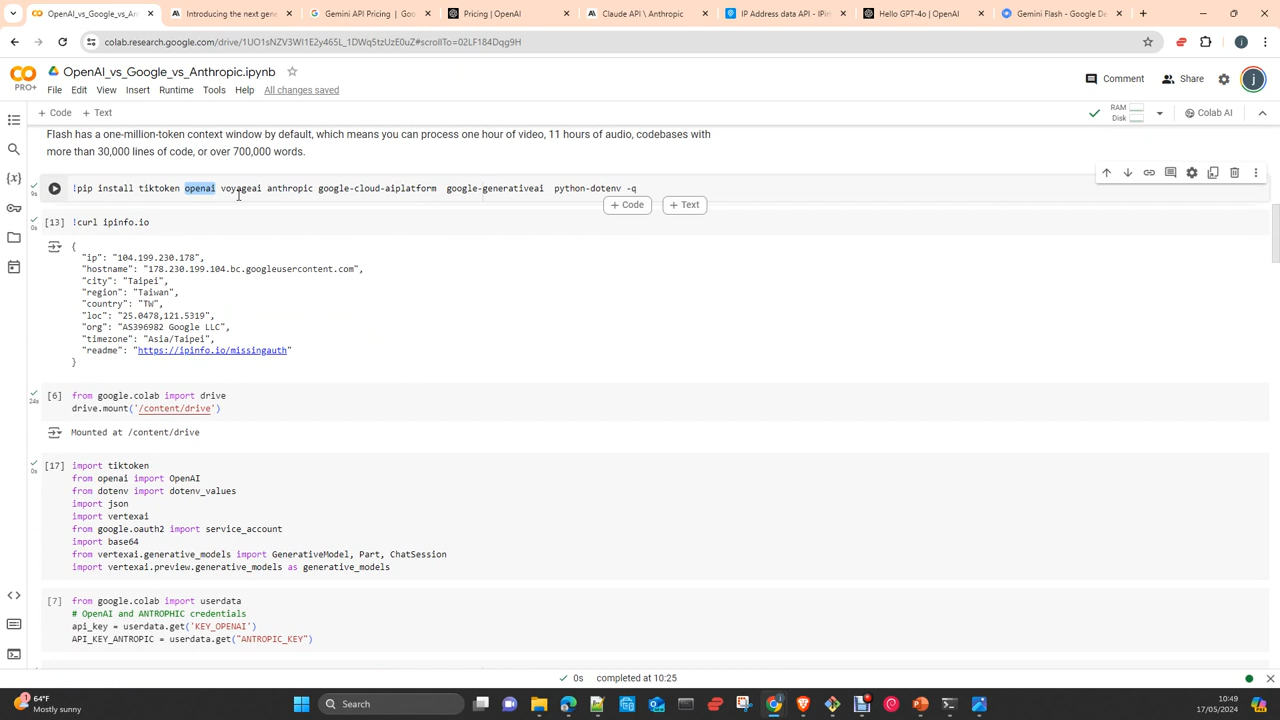 OpenAI_vs_Google_vs_Anth
Introducing the next gene
Gemini API Pricing | Goo
Pricing | OpenAI
Claude API \ Anthropic
IP Address data API - IPin
Hello GPT-4o | OpenAI
Gemini Flash - Google De
colab.research.google.com/drive/1UO1sNZV3WI1E2y465L_1DWq5tzUzE0uZ#scrollTo=02LF184Dqg9H
j
CO
PRO+
OpenAI_vs_Google_vs_Anthropic.ipynb
File Edit View Insert Runtime Tools Help All changes saved
Comment
Share
j
+ Code + Text
RAM
Disk
Colab AI
Flash has a one-million-token context window by default, which means you can process one hour of video, 11 hours of audio, codebases with
more than 30,000 lines of code, or over 700,000 words.
9s
!pip install tiktoken openai voyageai anthropic google-cloud-aiplatform google-generativeai python-dotenv -q
+ Code + Text
0s
[13] !curl ipinfo.io
{
"ip": "104.199.230.178",
"hostname": "178.230.199.104.bc.googleusercontent.com",
"city": "Taipei",
"region": "Taiwan",
"country": "TW",
"loc": "25.0478,121.5319",
"org": "AS396982 Google LLC",
"timezone": "Asia/Taipei",
"readme": "https://ipinfo.io/missingauth"
}
24s
[6] from google.colab import drive
drive.mount('/content/drive')
Mounted at /content/drive
0s
[17] import tiktoken
from openai import OpenAI
from dotenv import dotenv_values
import json
import vertexai
from google.oauth2 import service_account
import base64
from vertexai.generative_models import GenerativeModel, Part, ChatSession
import vertexai.preview.generative_models as generative_models
[7] from google.colab import userdata
# OpenAI and ANTROPHIC credentials
api_key = userdata.get('KEY_OPENAI')
API_KEY_ANTROPIC = userdata.get("ANTROPIC_KEY")
0s completed at 10:25
64°F
Mostly sunny
Search
10:49
17/05/2024